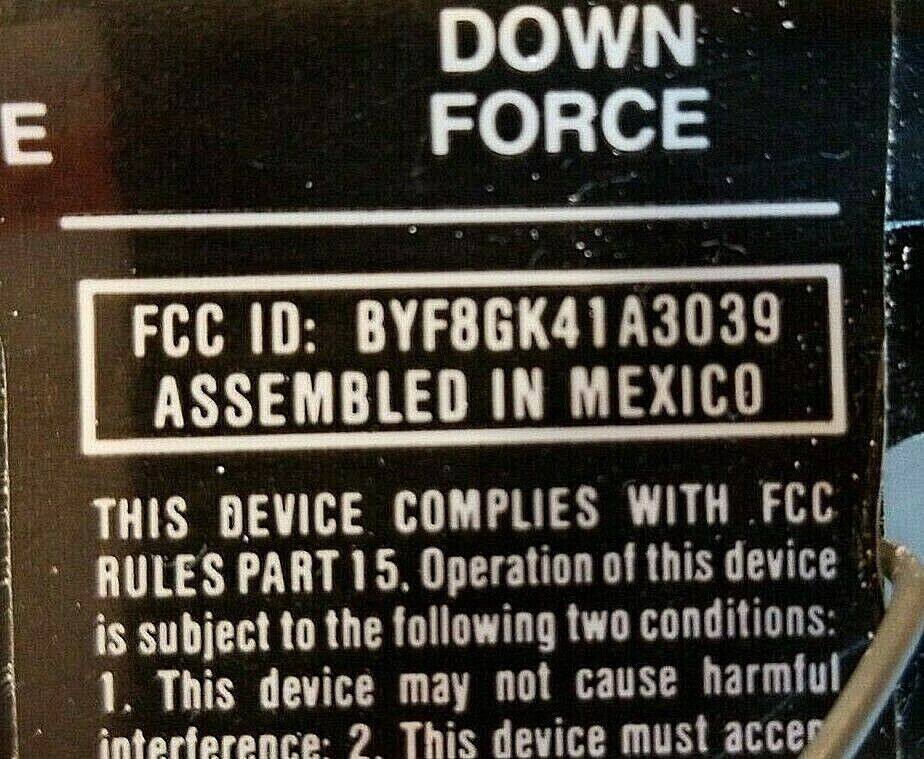 DOWN
FORCE
E
FCC ID: BYF8GK41A3039
ASSEMBLED IN MEXICO
THIS DEVICE COMPLIES WITH FCC
RULES PART 15. Operation of this device
is subject to the following two conditions:
1. This device may not cause harmful
interference: 2. This device must accep